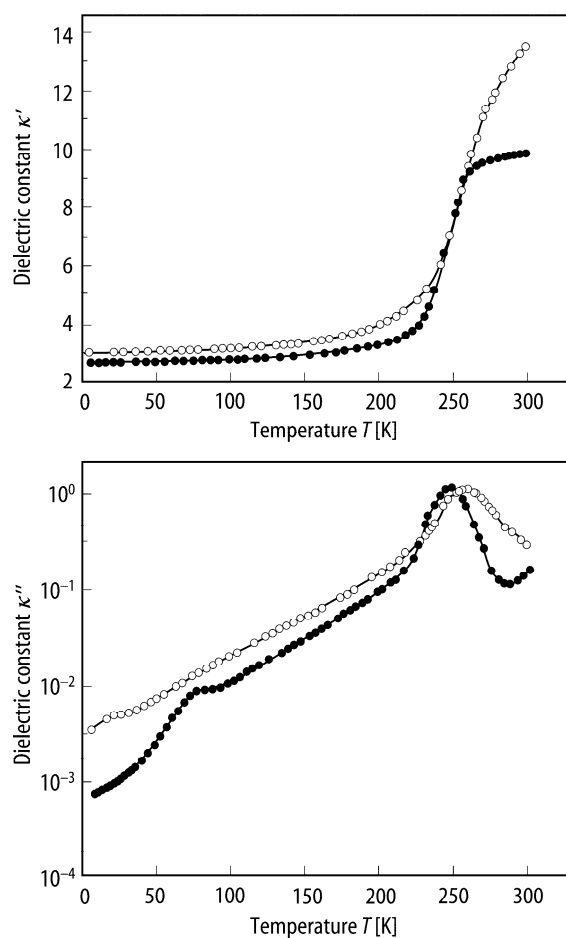 14
12
10
8
6
4
2
Dielectric constant κ′
0 50 100 150 200 250 300
Temperature T [K]
10⁰
10⁻¹
10⁻²
10⁻³
10⁻⁴
Dielectric constant κ″
0 50 100 150 200 250 300
Temperature T [K]